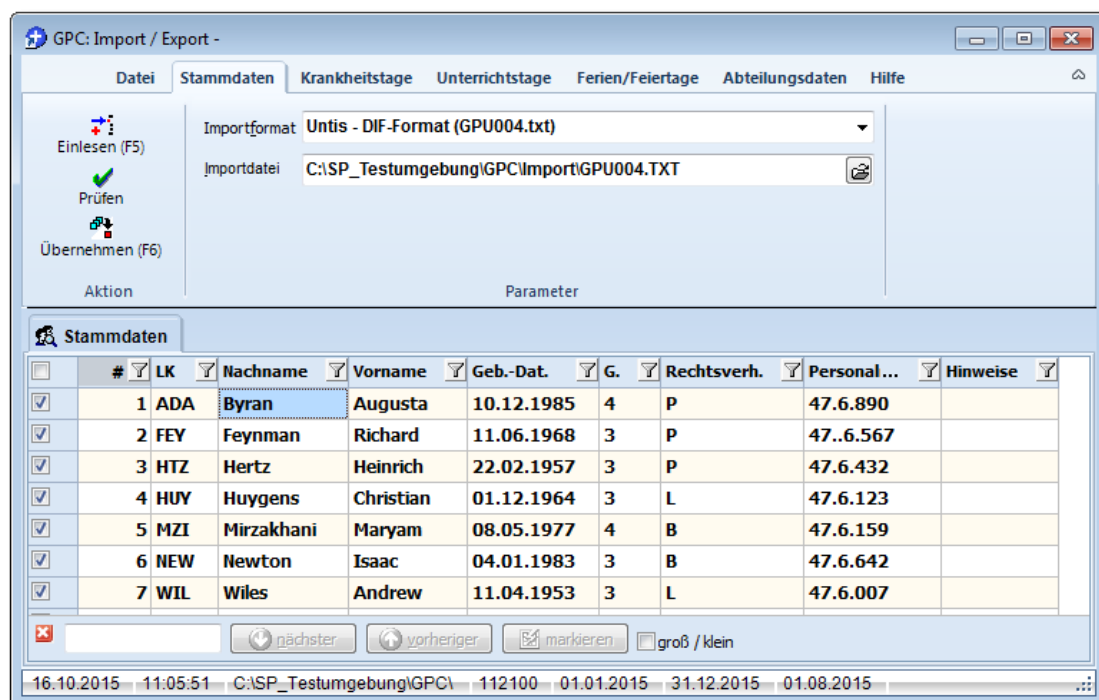 GPC: Import / Export -
Datei Stammdaten Krankheitstage Unterrichtstage Ferien/Feiertage Abteilungsdaten Hilfe
Einlesen (F5)
Prüfen
Übernehmen (F6)
Aktion
Importformat Untis - DIF-Format (GPU004.txt)
Importdatei C:\SP_Testumgebung\GPC\Import\GPU004.TXT
Parameter
Stammdaten
# LK Nachname Vorname Geb.-Dat. G. Rechtsverh. Personal... Hinweise
1 ADA Byran Augusta 10.12.1985 4 P 47.6.890
2 FEY Feynman Richard 11.06.1968 3 P 47..6.567
3 HTZ Hertz Heinrich 22.02.1957 3 P 47.6.432
4 HUY Huygens Christian 01.12.1964 3 L 47.6.123
5 MZI Mirzakhani Maryam 08.05.1977 4 B 47.6.159
6 NEW Newton Isaac 04.01.1983 3 B 47.6.642
7 WIL Wiles Andrew 11.04.1953 3 L 47.6.007
nächster vorheriger markieren groß / klein
16.10.2015 11:05:51 C:\SP_Testumgebung\GPC\ 112100 01.01.2015 31.12.2015 01.08.2015